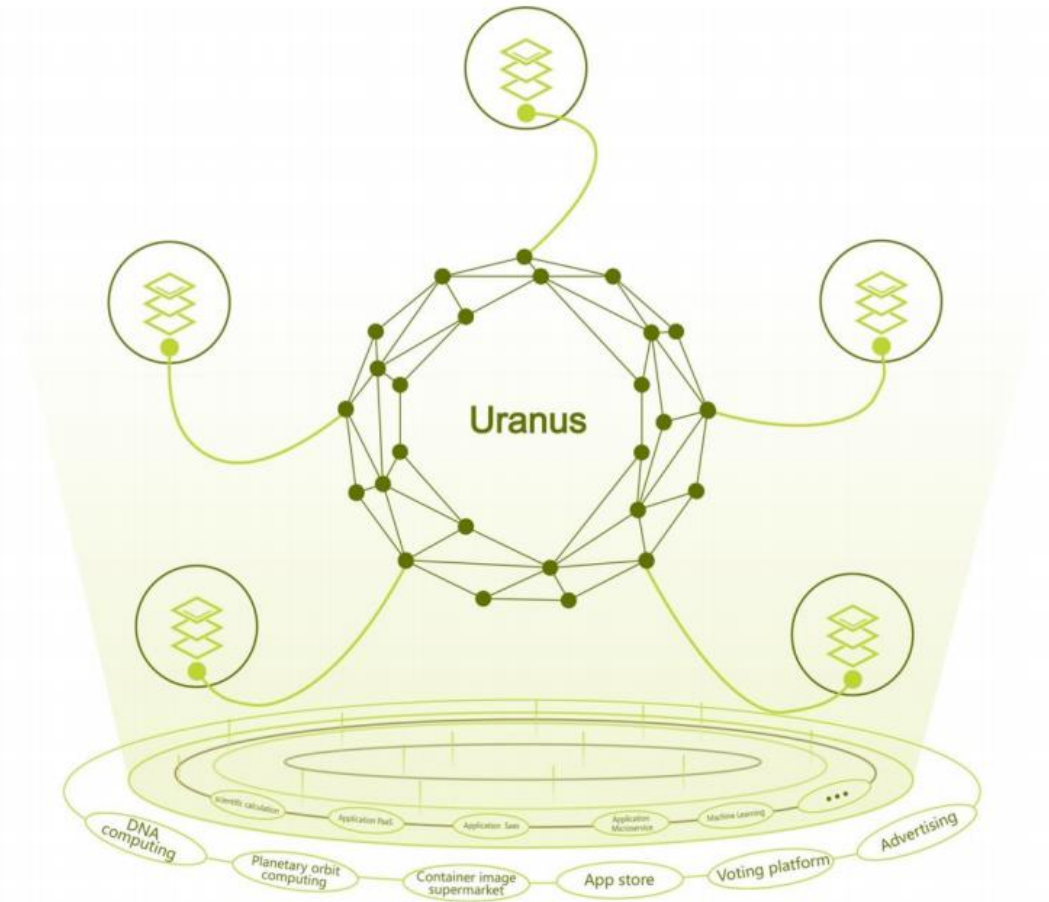 Uranus
scientific calculation
Application PaaS
Application Saas
Application
Microservice
Machine Learning
•••
DNA
computing
Planetary orbit
computing
Container image
supermarket
App store
Voting platform
Advertising